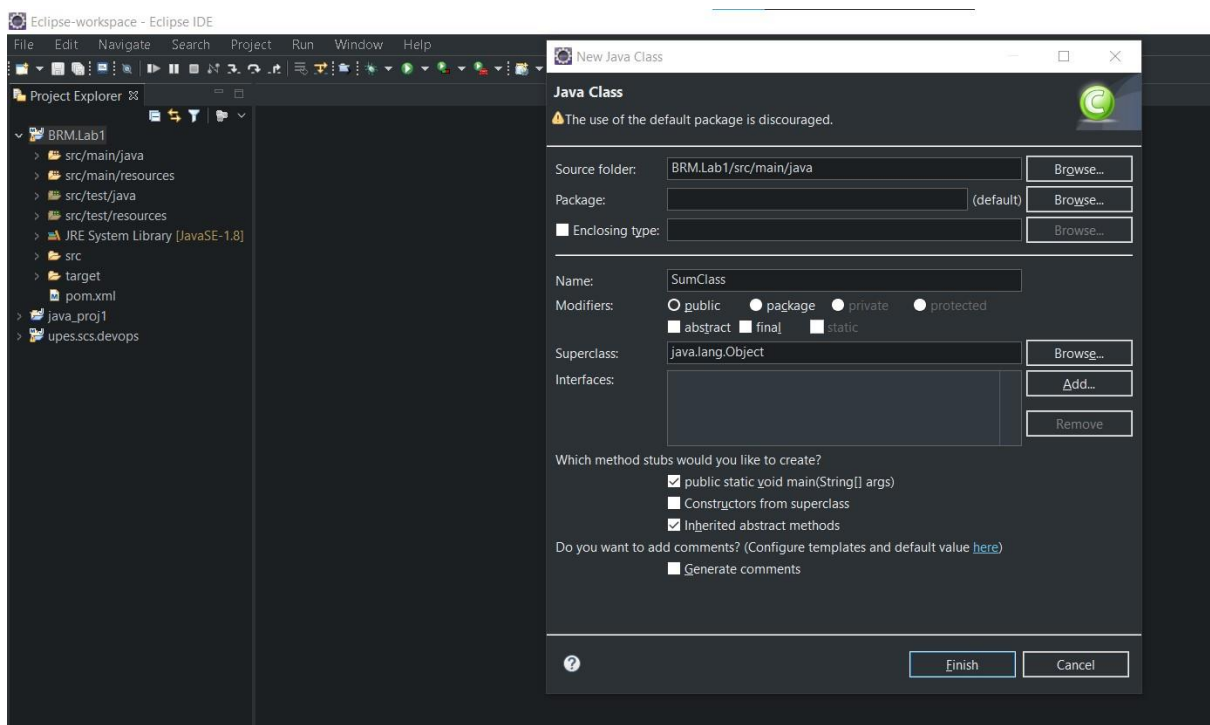 Eclipse-workspace - Eclipse IDE
File Edit Navigate Search Project Run Window Help
Project Explorer
BRM.Lab1
src/main/java
src/main/resources
src/test/java
src/test/resources
JRE System Library [JavaSE-1.8]
src
target
pom.xml
java_proj1
upes.scs.devops
New Java Class
Java Class
The use of the default package is discouraged.
Source folder: BRM.Lab1/src/main/java Browse...
Package: (default) Browse...
Enclosing type: Browse...
Name: SumClass
Modifiers: public package private protected
abstract final static
Superclass: java.lang.Object Browse...
Interfaces: Add...
Remove
Which method stubs would you like to create?
public static void main(String[] args)
Constructors from superclass
Inherited abstract methods
Do you want to add comments? (Configure templates and default value here)
Generate comments
Finish Cancel